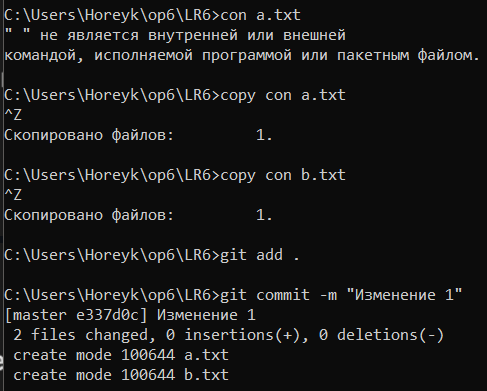 C:\Users\Horeyk\op6\LR6>con a.txt
" " не является внутренней или внешней
командой, исполняемой программой или пакетным файлом.
C:\Users\Horeyk\op6\LR6>copy con a.txt
^Z
Скопировано файлов:         1.
C:\Users\Horeyk\op6\LR6>copy con b.txt
^Z
Скопировано файлов:         1.
C:\Users\Horeyk\op6\LR6>git add .
C:\Users\Horeyk\op6\LR6>git commit -m "Изменение 1"
[master e337d0c] Изменение 1
 2 files changed, 0 insertions(+), 0 deletions(-)
 create mode 100644 a.txt
 create mode 100644 b.txt